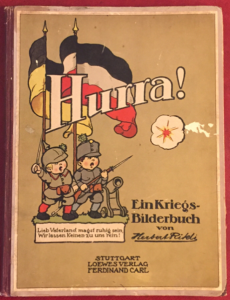 Hurra!
Ein Kriegs-
Bilderbuch
von
Herbert Rikli
Lieb Vaterland magst ruhig sein
Wir lassen Keinen zu uns rein!
STUTTGART
LOEWES VERLAG
FERDINAND CARL